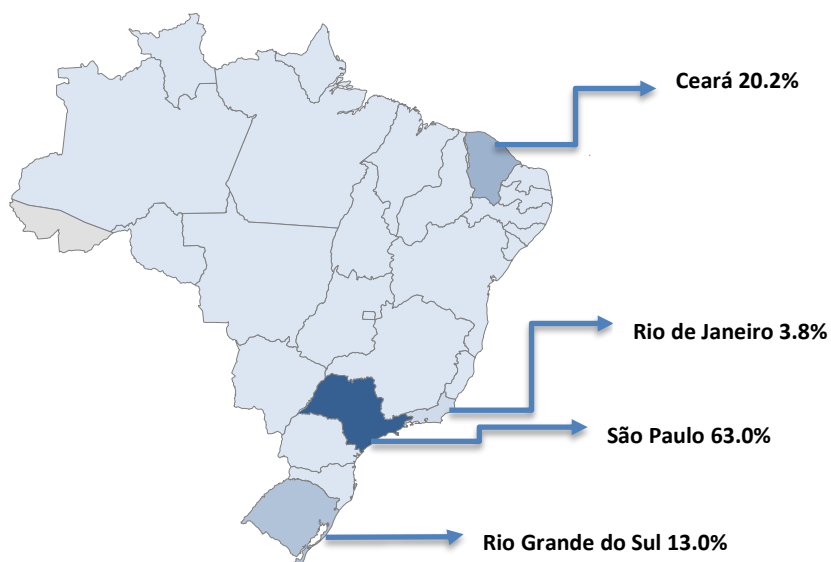 Ceará 20.2%
Rio de Janeiro 3.8%
São Paulo 63.0%
Rio Grande do Sul 13.0%